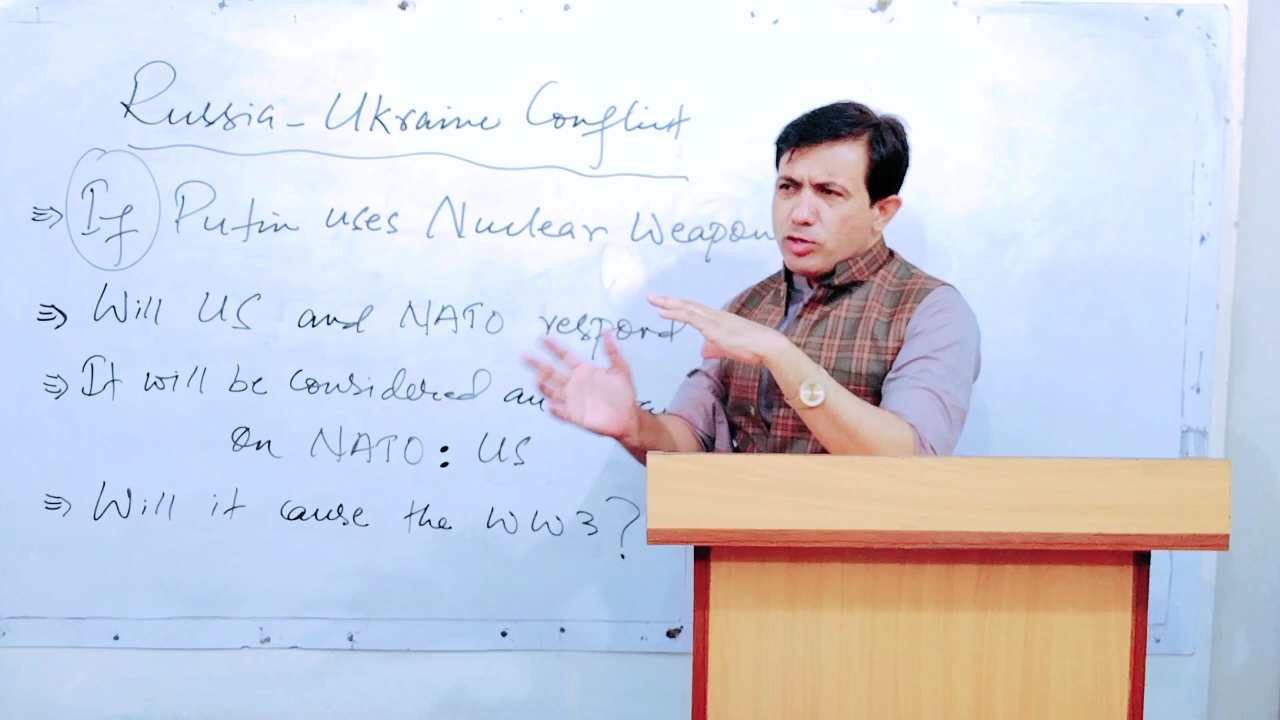 Russia - Ukraine Conflict
⇒ If Putin uses Nuclear Weapon
⇒ Will US and NATO respond
⇒ It will be considered an
on NATO: US
⇒ Will it cause the WW3?